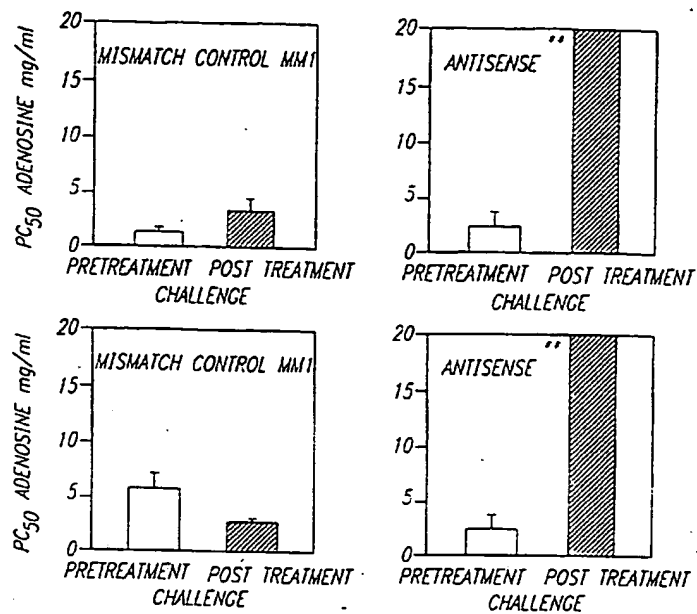 PC50 ADENOSINE mg/ml
20
15
10
5
0
MISMATCH CONTROL MM1
PRETREATMENT POST TREATMENT
CHALLENGE
20
15
10
5
0
ANTISENSE **
PRETREATMENT POST TREATMENT
CHALLENGE
PC50 ADENOSINE mg/ml
20
15
10
5
0
MISMATCH CONTROL MM1
PRETREATMENT POST TREATMENT
CHALLENGE
20
15
10
5
0
ANTISENSE **
PRETREATMENT POST TREATMENT
CHALLENGE